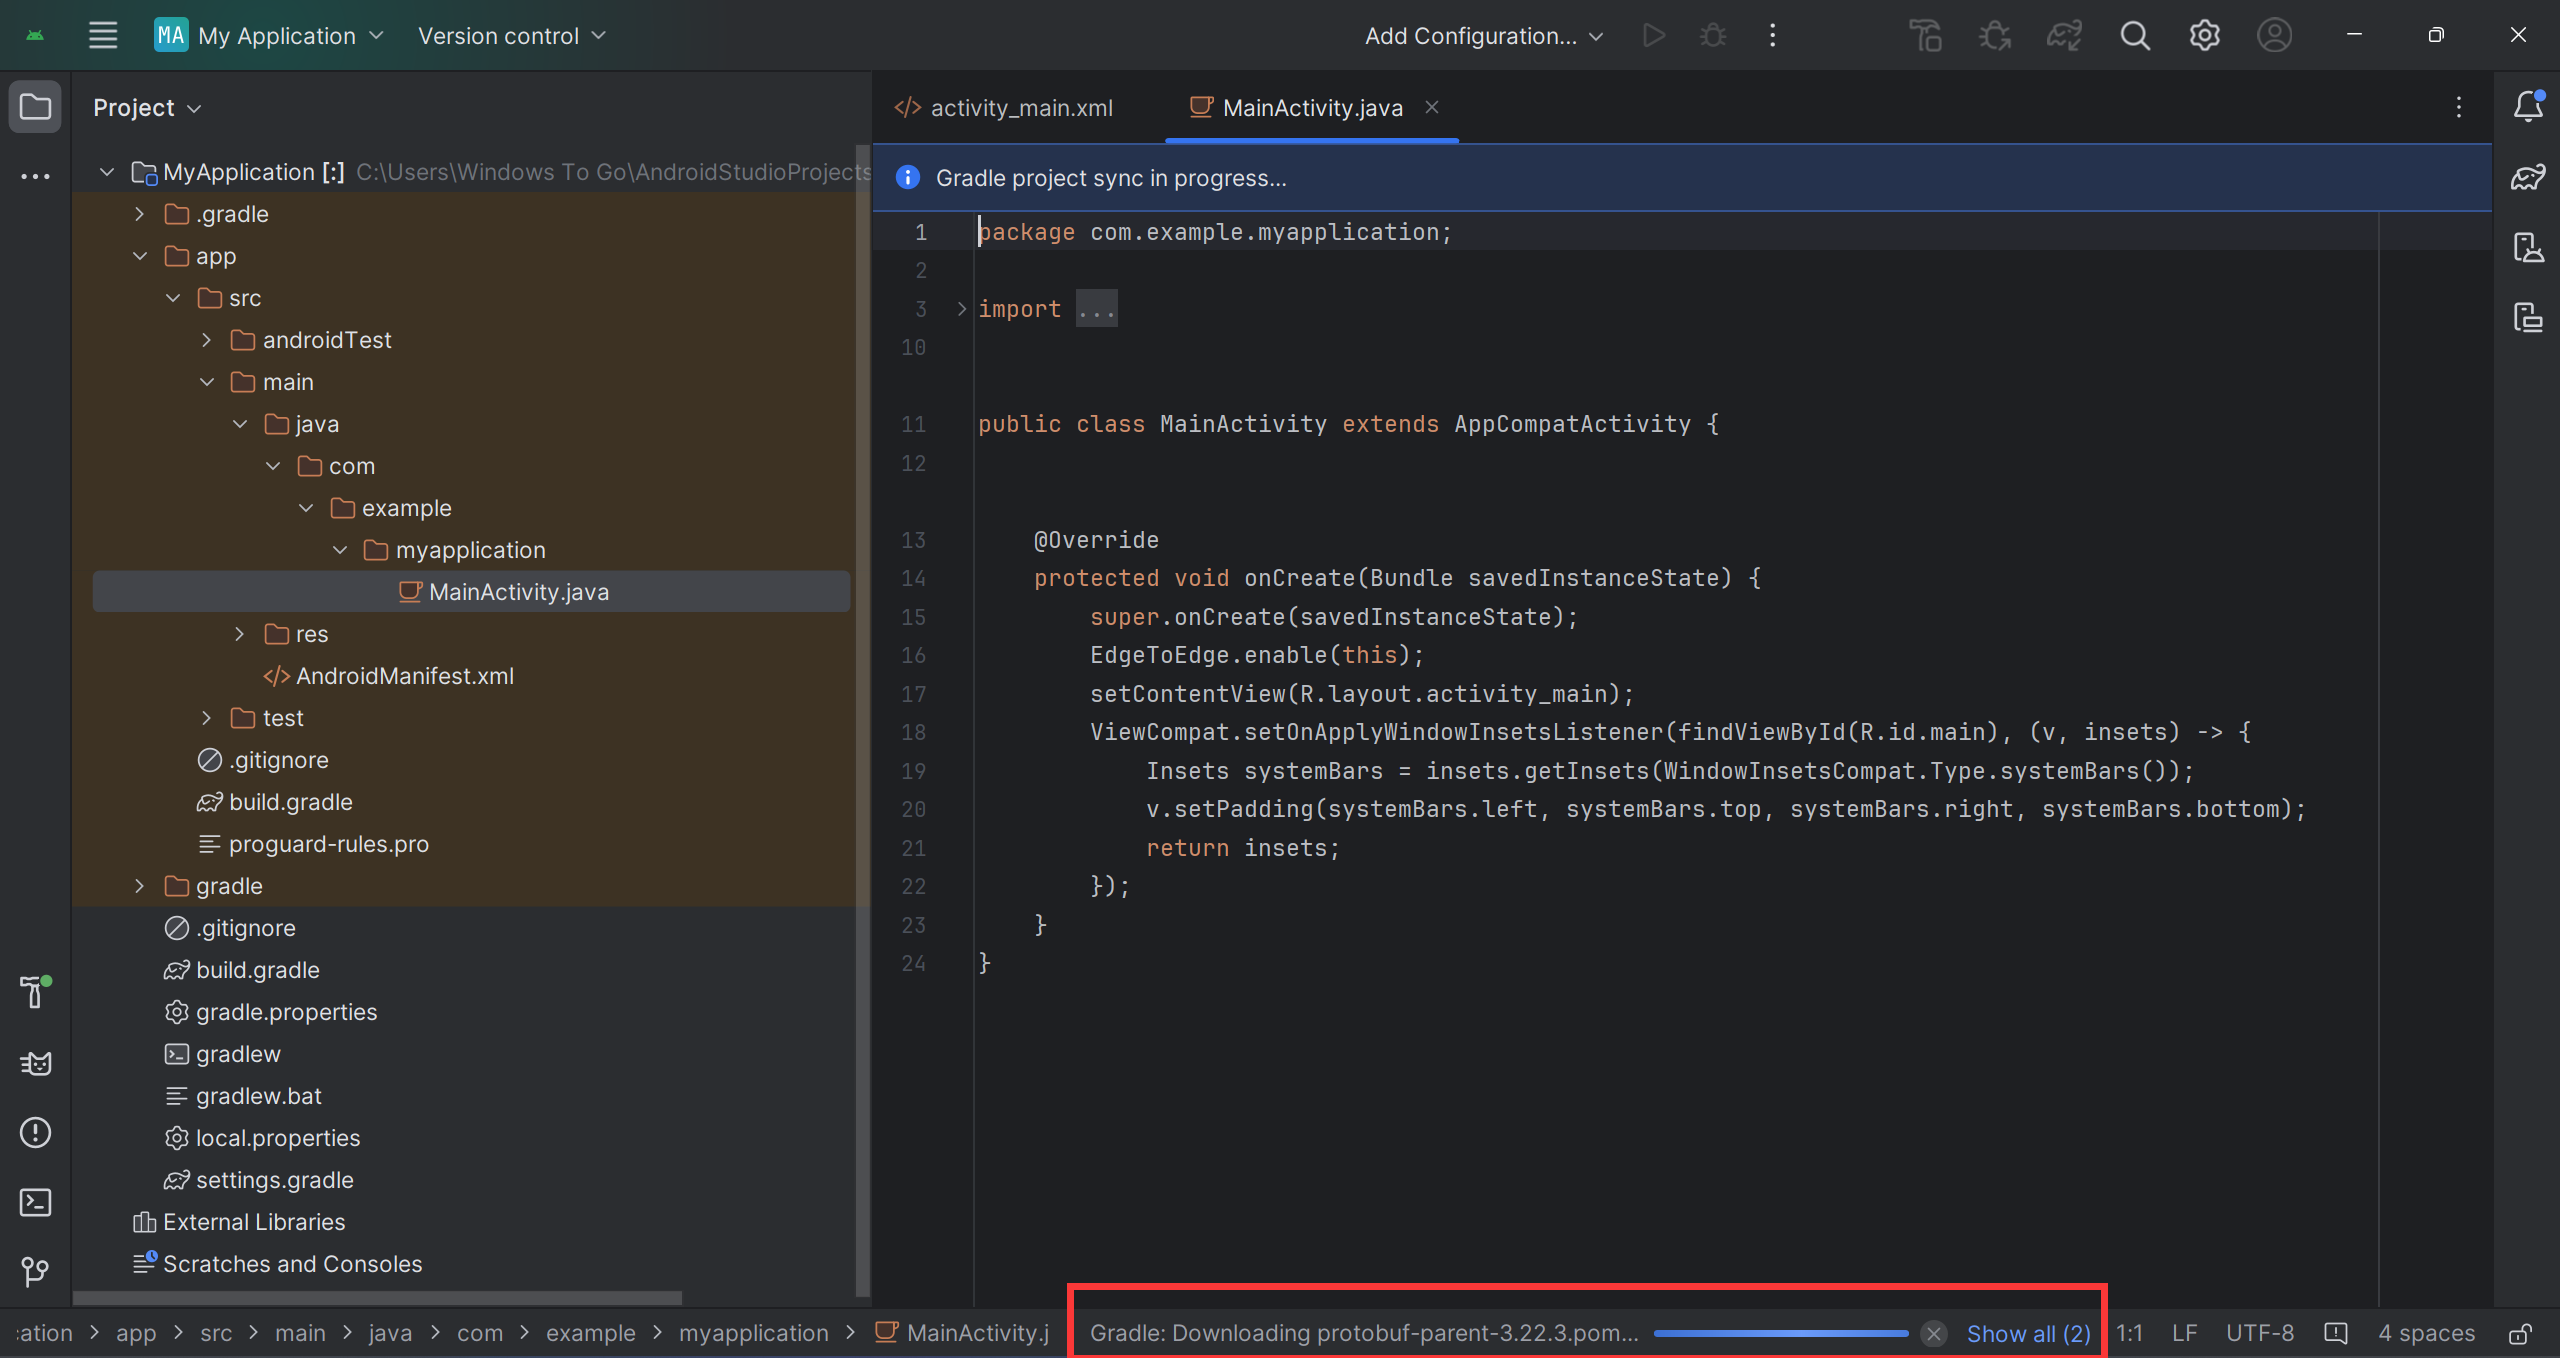 MA My Application Version control Add Configuration...
Project
activity_main.xml MainActivity.java
MyApplication [:] C:\Users\Windows To Go\AndroidStudioProjects
.gradle
app
src
androidTest
main
java
com
example
myapplication
MainActivity.java
res
AndroidManifest.xml
test
.gitignore
build.gradle
proguard-rules.pro
gradle
.gitignore
build.gradle
gradle.properties
gradlew
gradlew.bat
local.properties
settings.gradle
External Libraries
Scratches and Consoles
Gradle project sync in progress...
1 package com.example.myapplication;
2
3 import ...
10
11 public class MainActivity extends AppCompatActivity {
12
13 @Override
14 protected void onCreate(Bundle savedInstanceState) {
15 super.onCreate(savedInstanceState);
16 EdgeToEdge.enable(this);
17 setContentView(R.layout.activity_main);
18 ViewCompat.setOnApplyWindowInsetsListener(findViewById(R.id.main), (v, insets) -> {
19 Insets systemBars = insets.getInsets(WindowInsetsCompat.Type.systemBars());
20 v.setPadding(systemBars.left, systemBars.top, systemBars.right, systemBars.bottom);
21 return insets;
22 });
23 }
24 }
cation > app > src > main > java > com > example > myapplication > MainActivity.j Gradle: Downloading protobuf-parent-3.22.3.pom... Show all (2) 1:1 LF UTF-8 4 spaces